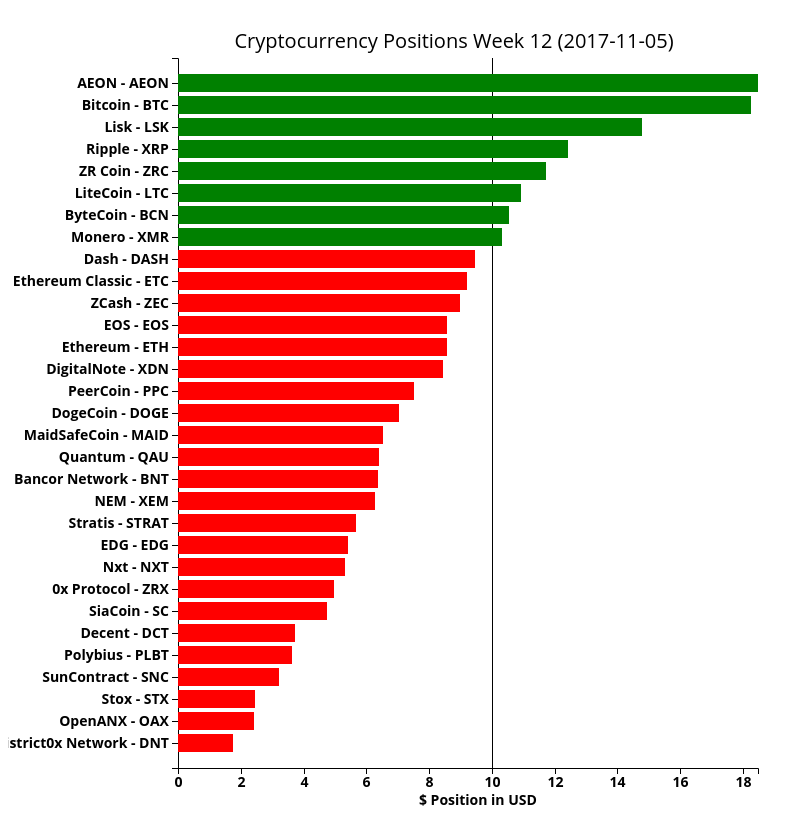 Cryptocurrency Positions Week 12 (2017-11-05)
AEON - AEON
Bitcoin - BTC
Lisk - LSK
Ripple - XRP
ZR Coin - ZRC
LiteCoin - LTC
ByteCoin - BCN
Monero - XMR
Dash - DASH
Ethereum Classic - ETC
ZCash - ZEC
EOS - EOS
Ethereum - ETH
DigitalNote - XDN
PeerCoin - PPC
DogeCoin - DOGE
MaidSafeCoin - MAID
Quantum - QAU
Bancor Network - BNT
NEM - XEM
Stratis - STRAT
EDG - EDG
Nxt - NXT
0x Protocol - ZRX
SiaCoin - SC
Decent - DCT
Polybius - PLBT
SunContract - SNC
Stox - STX
OpenANX - OAX
strict0x Network - DNT
0 2 4 6 8 10 12 14 16 18
$ Position in USD